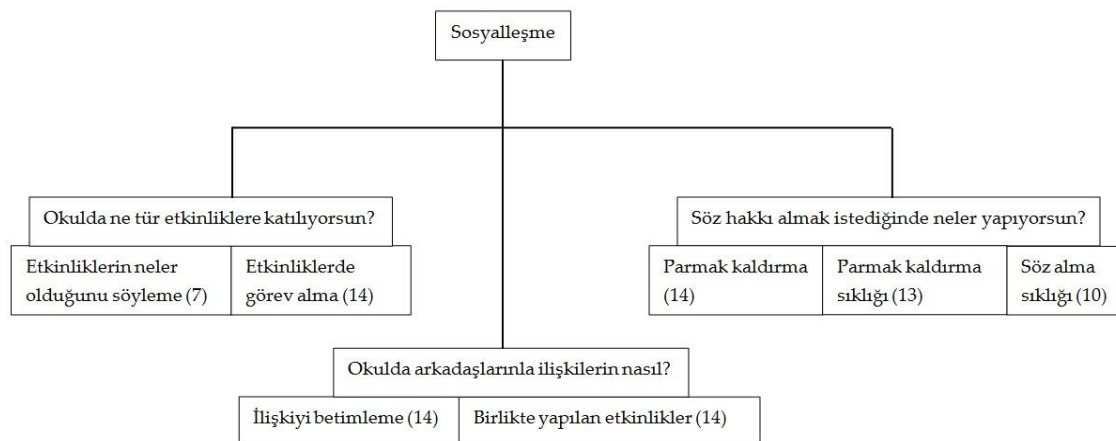 Sosyalleşme
Okulda ne tür etkinliklere katılıyorsun?
Etkinliklerin neler
olduğunu söyleme (7)
Etkinliklerde
görev alma (14)
Söz hakkı almak istediğinde neler yapıyorsun?
Parmak kaldırma
(14)
Parmak kaldırma
sıklığı (13)
Söz alma
sıklığı (10)
Okulda arkadaşlarınla ilişkilerin nasıl?
İlişkiyi betimleme (14)
Birlikte yapılan etkinlikler (14)